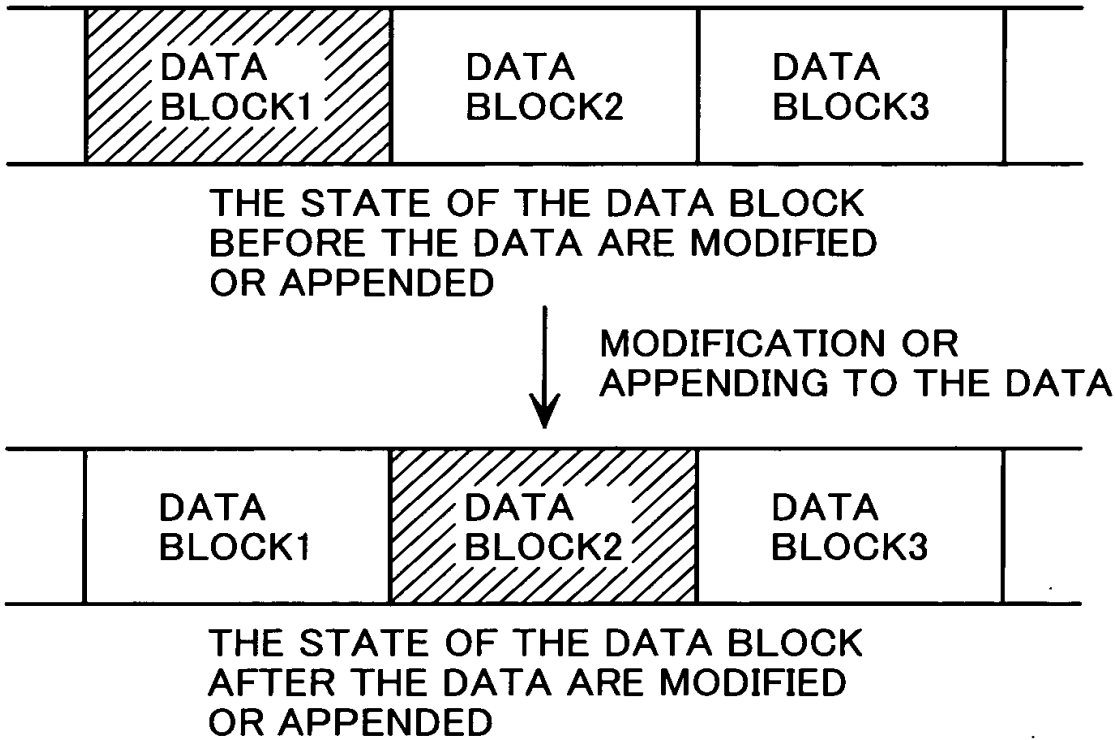 DATA
BLOCK1
DATA
BLOCK2
DATA
BLOCK3
THE STATE OF THE DATA BLOCK
BEFORE THE DATA ARE MODIFIED
OR APPENDED
MODIFICATION OR
APPENDING TO THE DATA
DATA
BLOCK1
DATA
BLOCK2
DATA
BLOCK3
THE STATE OF THE DATA BLOCK
AFTER THE DATA ARE MODIFIED
OR APPENDED